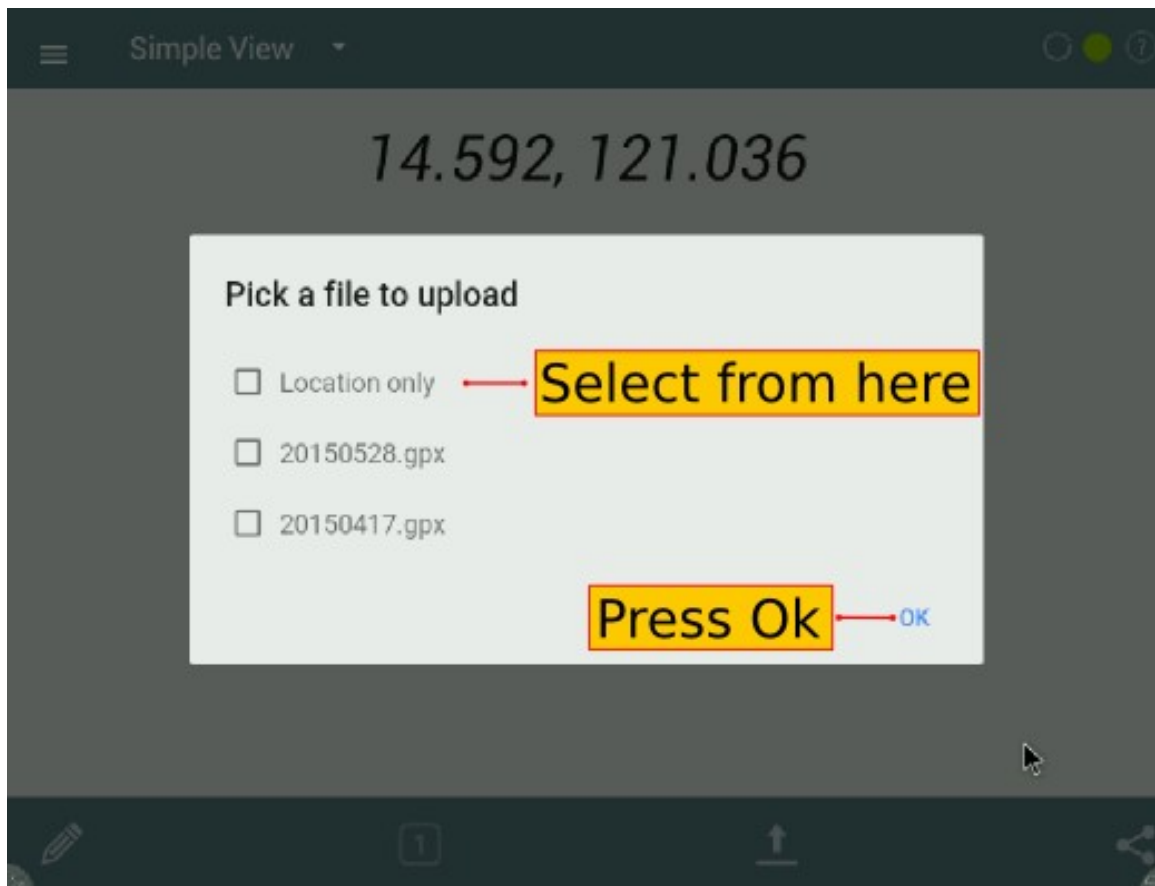 Simple View
14.592, 121.036
Pick a file to upload
Location only
Select from here
20150528.gpx
20150417.gpx
Press Ok
OK
1